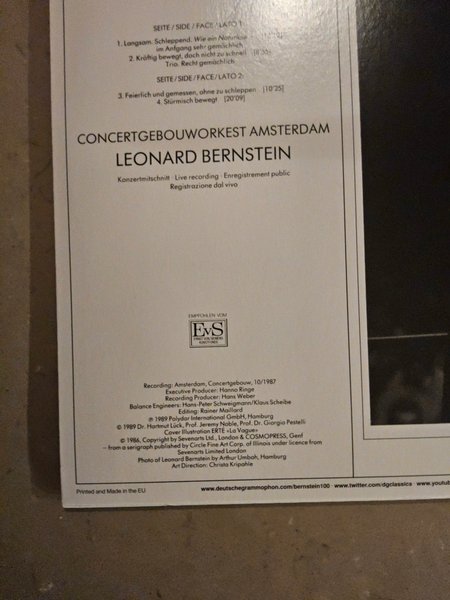 SEITE / SIDE / FACE / LATO 1:
1. Langsam. Schleppend. Wie ein Naturlaut
im Anfang sehr gemächlich
2. Kräftig bewegt, doch nicht zu schnell
Trio. Recht gemächlich
SEITE / SIDE / FACE / LATO 2:
3. Feierlich und gemessen, ohne zu schleppen [10'25]
4. Stürmisch bewegt [20'09]
CONCERTGEBOUWORKEST AMSTERDAM
LEONARD BERNSTEIN
Konzertmitschnitt · Live recording · Enregistrement public
Registrazione dal vivo
EMPFOHLEN VOM
EvS
ERNST VON SIEMENS
KUNSTFONDS
Recording: Amsterdam, Concertgebouw, 10/1987
Executive Producer: Hanno Rinke
Recording Producer: Hans Weber
Balance Engineers: Hans-Peter Schweigmann/Klaus Scheibe
Editing: Rainer Maillard
℗ 1989 Polydor International GmbH, Hamburg
© 1989 Dr. Hartmut Lück, Prof. Jeremy Noble, Prof. Dr. Giorgio Pestelli
Cover Illustration ERTÉ »La Vague«
© 1986, Copyright by Sevenarts Ltd., London & COSMOPRESS, Genf
– from a serigraph published by Circle Fine Art Corp. of Illinois under licence from
Sevenarts Limited London
Photo of Leonard Bernstein by Arthur Umboh, Hamburg
Art Direction: Christa Kripahle
Printed and Made in the EU
www.deutschegrammophon.com/bernstein100 · www.twitter.com/dgclassics · www.youtub